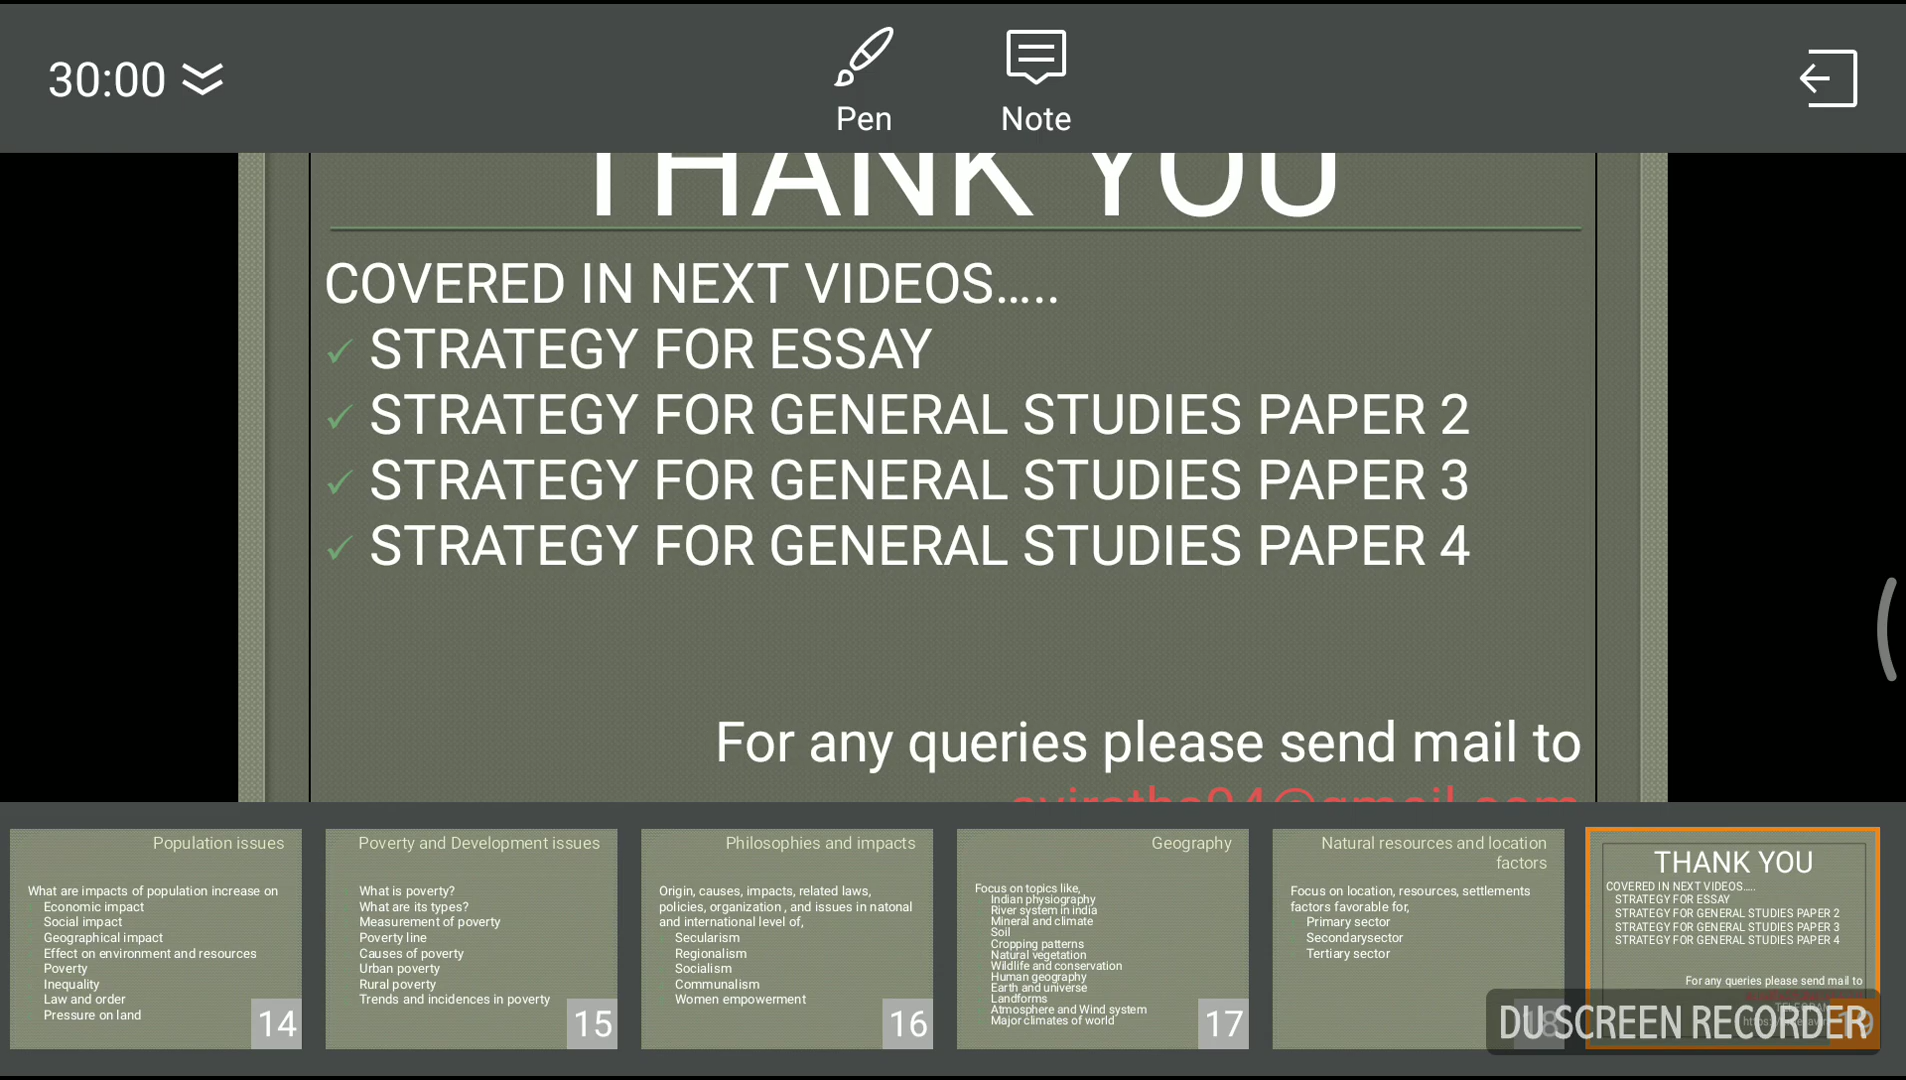 30:00
Pen
Note
THANK YOU
COVERED IN NEXT VIDEOS.....
✓ STRATEGY FOR ESSAY
✓ STRATEGY FOR GENERAL STUDIES PAPER 2
✓ STRATEGY FOR GENERAL STUDIES PAPER 3
✓ STRATEGY FOR GENERAL STUDIES PAPER 4
For any queries please send mail to
Population issues
What are impacts of population increase on
Economic impact
Social impact
Geographical impact
Effect on environment and resources
Poverty
Inequality
Law and order
Pressure on land
14
Poverty and Development issues
What is poverty?
What are its types?
Measurement of poverty
Poverty line
Causes of poverty
Urban poverty
Rural poverty
Trends and incidences in poverty
15
Philosophies and impacts
Origin, causes, impacts, related laws,
policies, organization , and issues in natonal
and international level of,
Secularism
Regionalism
Socialism
Communalism
Women empowerment
16
Geography
Focus on topics like,
Indian physiography
River system in india
Mineral and climate
Soil
Cropping patterns
Natural vegetation
Wildlife and conservation
Human geography
Earth and universe
Landforms
Atmosphere and Wind system
Major climates of world
17
Natural resources and location
factors
Focus on location, resources, settlements
factors favorable for,
Primary sector
Secondarysector
Tertiary sector
18
THANK YOU
COVERED IN NEXT VIDEOS.....
STRATEGY FOR ESSAY
STRATEGY FOR GENERAL STUDIES PAPER 2
STRATEGY FOR GENERAL STUDIES PAPER 3
STRATEGY FOR GENERAL STUDIES PAPER 4
For any queries please send mail to
19
DU SCREEN RECORDER